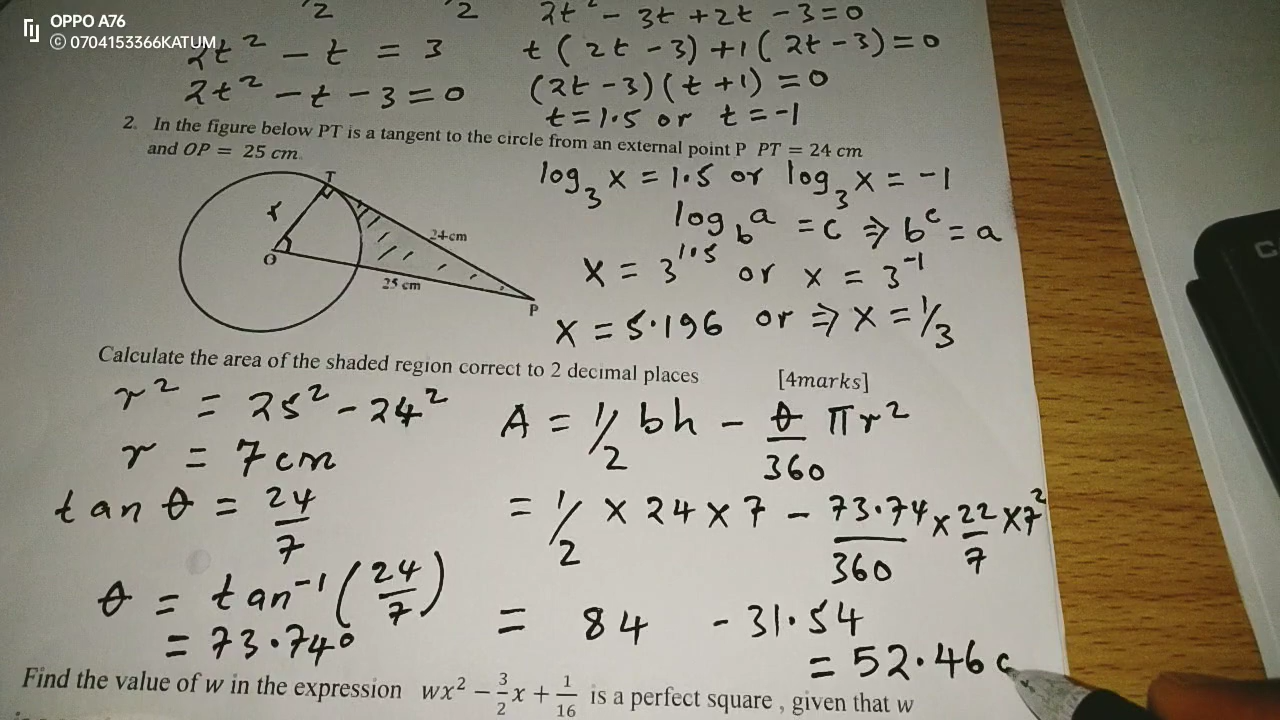 OPPO A76
© 0704153366KATUM
2 2 2t² - 3t + 2t - 3 = 0
2t² - t = 3 t(2t - 3) + 1(2t - 3) = 0
2t² - t - 3 = 0 (2t - 3)(t + 1) = 0
t = 1.5 or t = -1
2. In the figure below PT is a tangent to the circle from an external point P PT = 24 cm
and OP = 25 cm
log₃ x = 1.5 or log₃ x = -1
log_b a = c ⇒ b^c = a
x = 3^1.5 or x = 3^-1
x = 5.196 or ⇒ x = 1/3
T
r
O
24 cm
25 cm
P
Calculate the area of the shaded region correct to 2 decimal places [4marks]
r² = 25² - 24²
r = 7cm
tan θ = 24/7
θ = tan⁻¹(24/7)
= 73.74°
A = 1/2 bh - θ/360 πr²
= 1/2 × 24 × 7 - 73.74/360 × 22/7 × 7²
= 84 - 31.54
= 52.46 c
Find the value of w in the expression wx² - 3/2 x + 1/16 is a perfect square , given that w